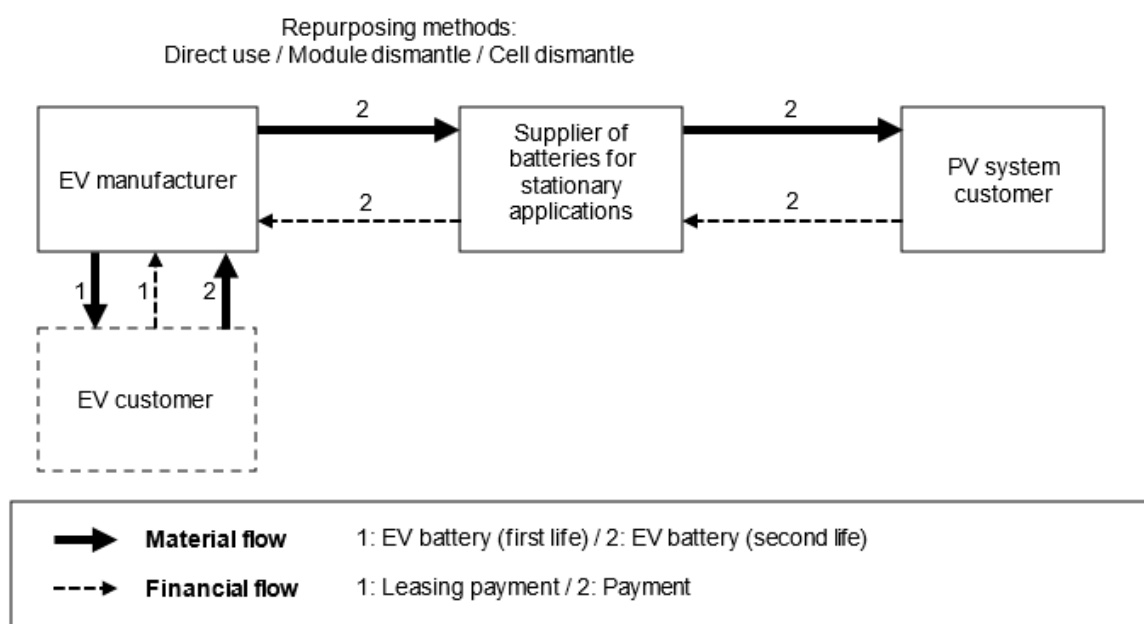 Repurposing methods:
Direct use / Module dismantle / Cell dismantle
2
2
EV manufacturer
Supplier of
batteries for
stationary
applications
PV system
customer
2
2
1
1
2
EV customer
Material flow 1: EV battery (first life) / 2: EV battery (second life)
Financial flow 1: Leasing payment / 2: Payment